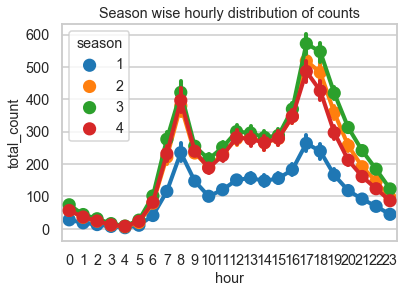 Season wise hourly distribution of counts
season
1
2
3
4
600
500
400
300
200
100
0
total_count
0 1 2 3 4 5 6 7 8 9 10 11 12 13 14 15 16 17 18 19 20 21 22 23
hour